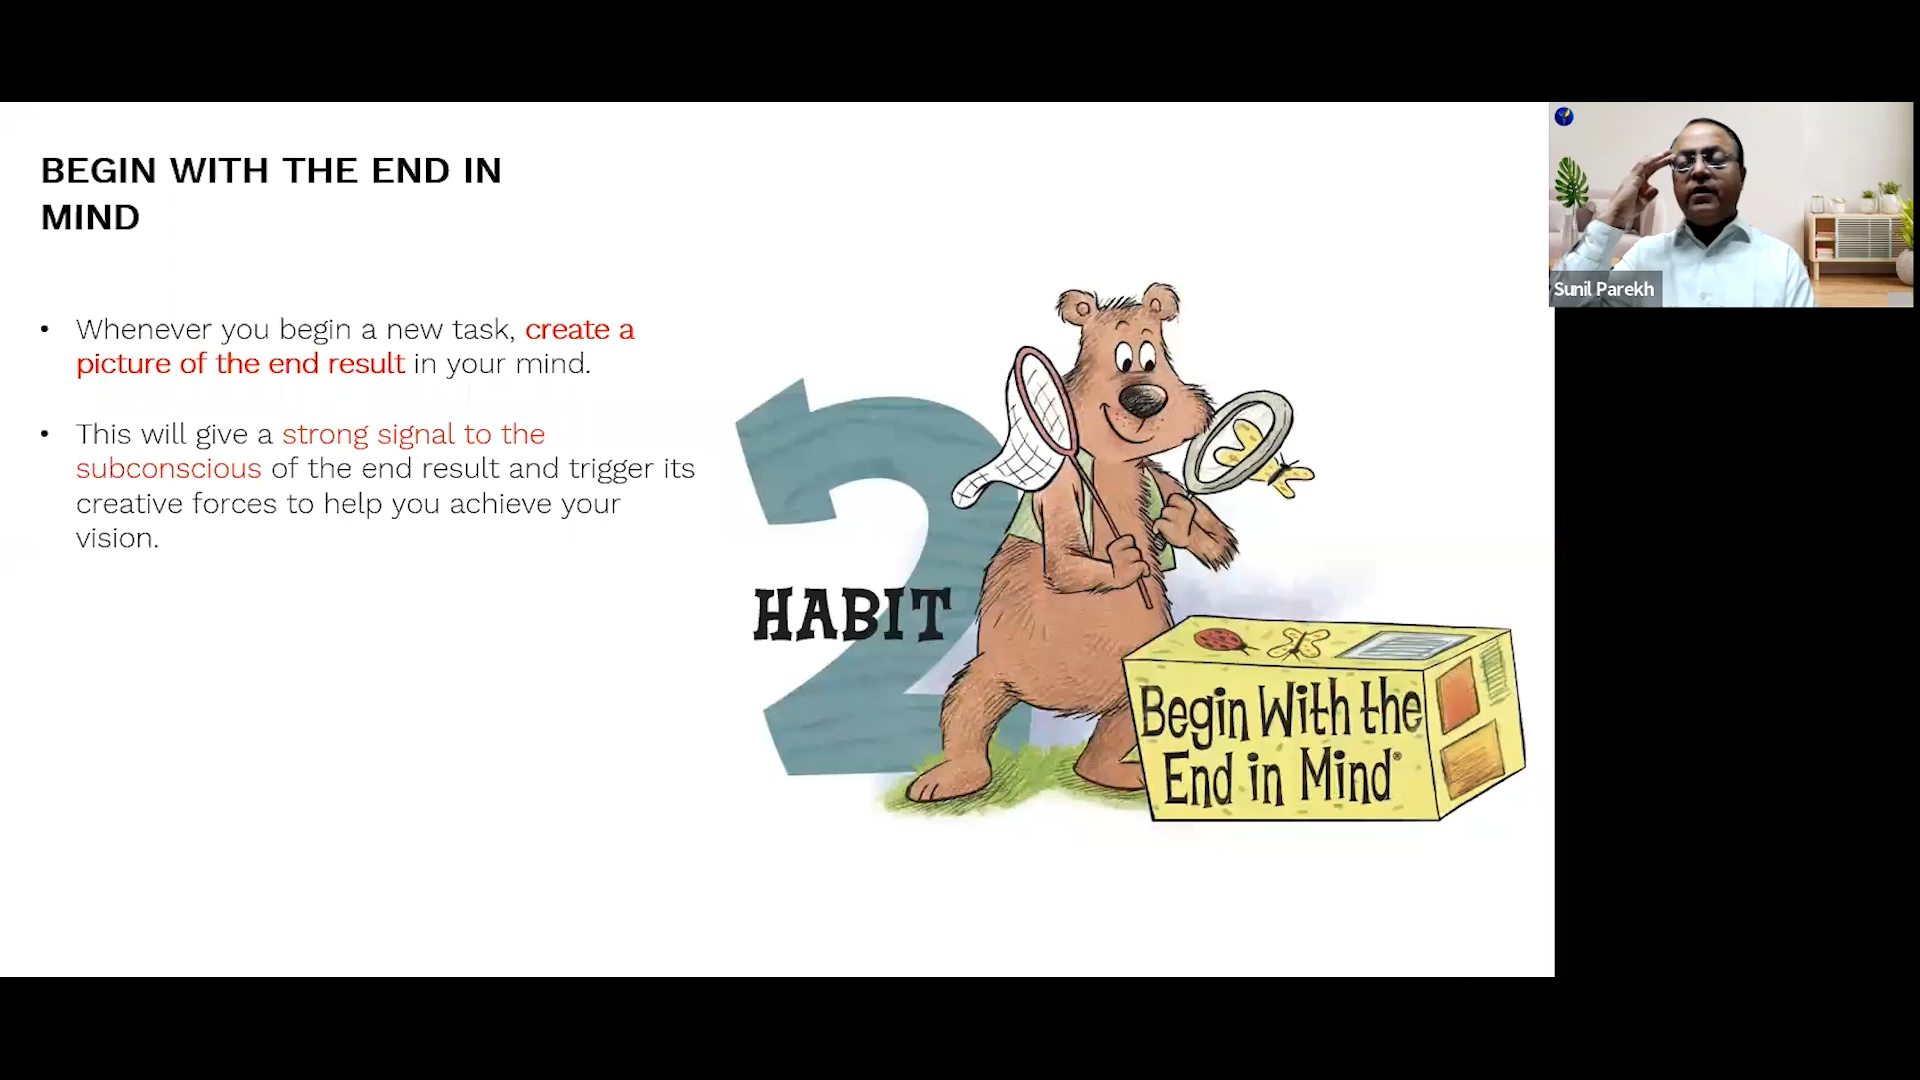 BEGIN WITH THE END IN
MIND
• Whenever you begin a new task, create a
picture of the end result in your mind.
• This will give a strong signal to the
subconscious of the end result and trigger its
creative forces to help you achieve your
vision.
2
HABIT
Begin With the
End in Mind®
Sunil Parekh